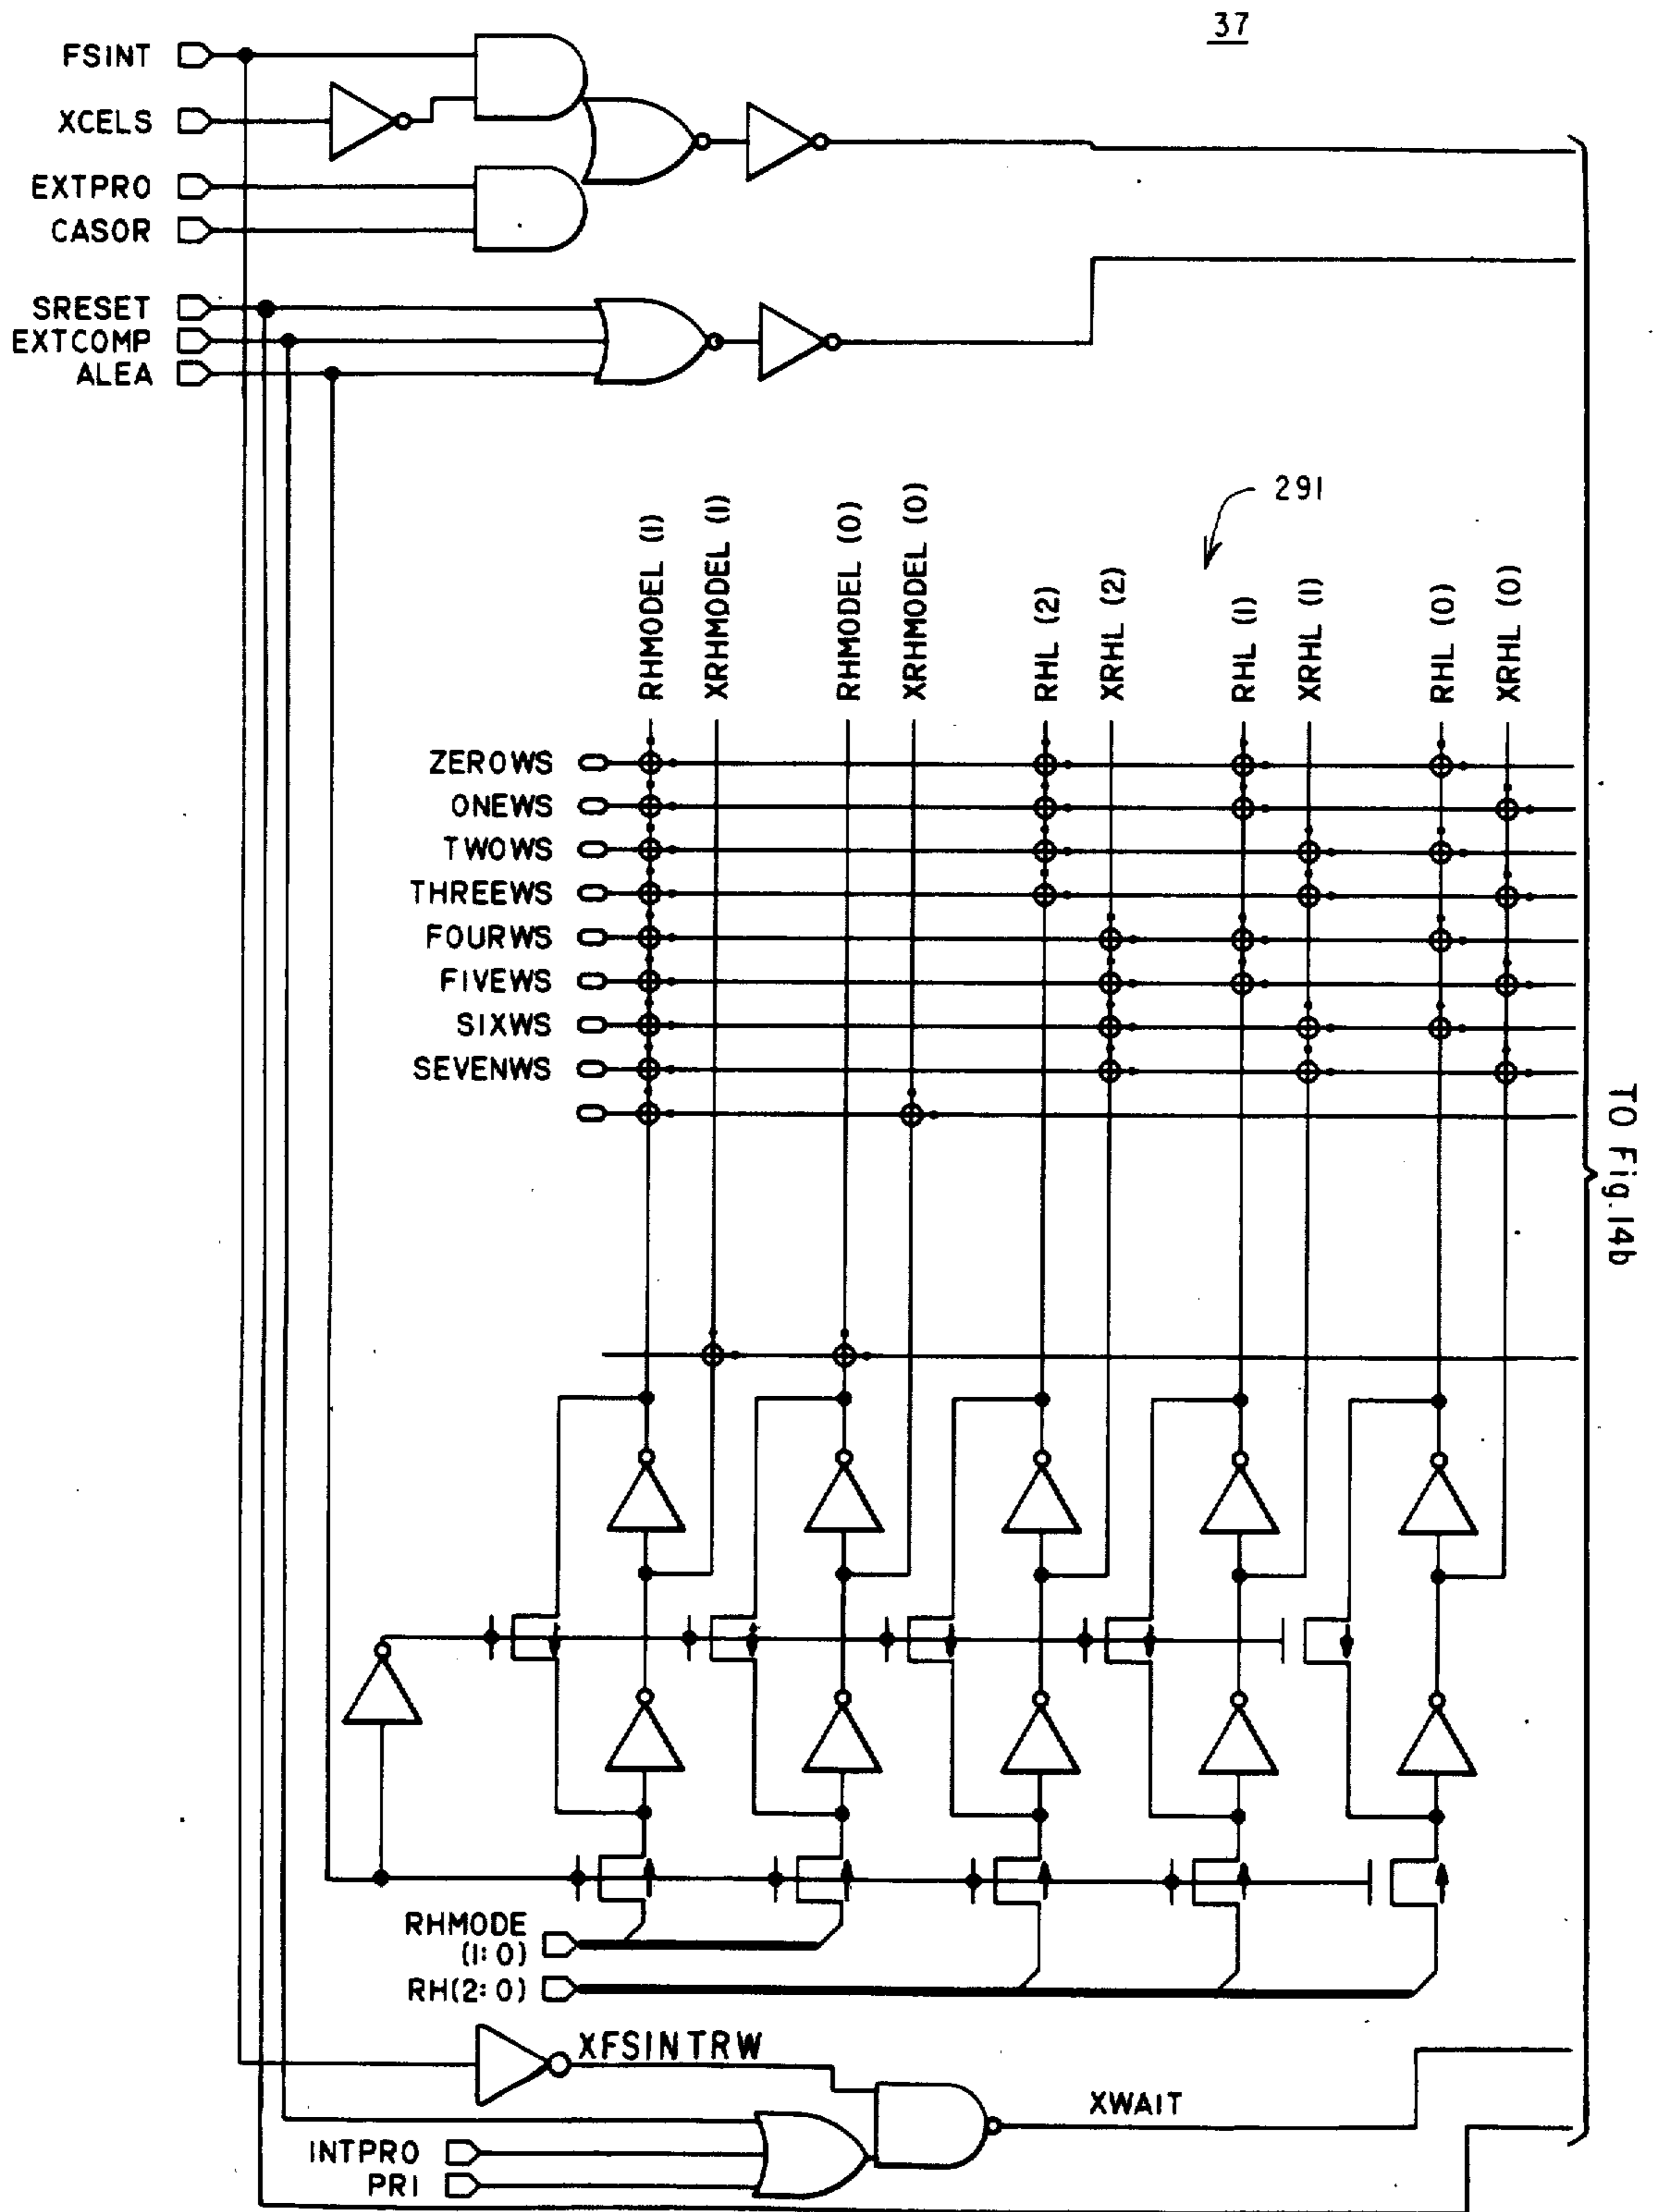 37
FSINT
XCELS
EXTPRO
CASOR
SRESET
EXTCOMP
ALEA
291
RHMODEL (1)
XRHMODEL (1)
RHMODEL (0)
XRHMODEL (0)
RHL (2)
XRHL (2)
RHL (1)
XRHL (1)
RHL (0)
XRHL (0)
ZEROWS
ONEWS
TWOWS
THREEWS
FOURWS
FIVEWS
SIXWS
SEVENWS
TO Fig.14b
RHMODE
(1:0)
RH(2:0)
XFSINTRW
XWAIT
INTPRO
PRI